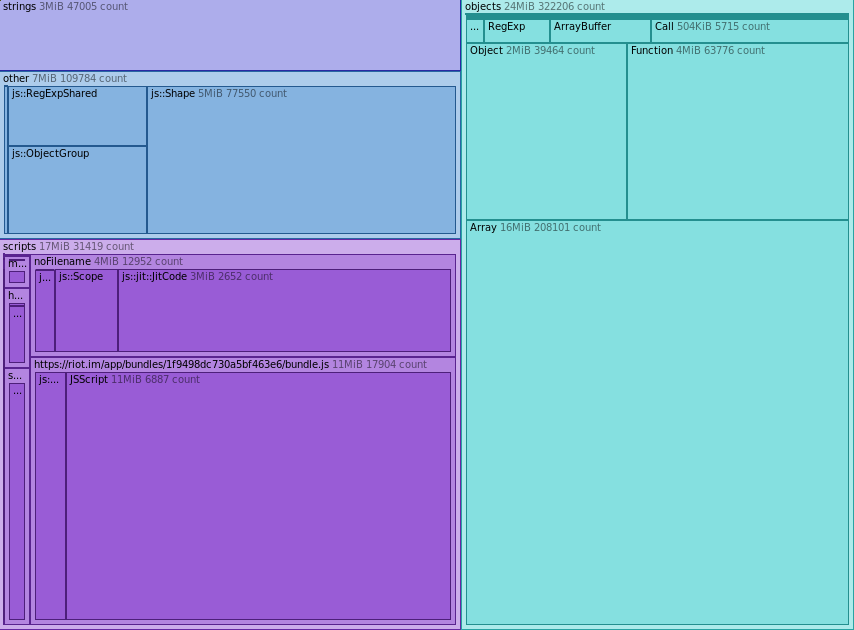 strings 3MiB 47005 count
other 7MiB 109784 count
js::RegExpShared
js::Shape 5MiB 77550 count
js::ObjectGroup
scripts 17MiB 31419 count
m...
h...
...
s...
...
noFilename 4MiB 12952 count
j...
js::Scope
js::jit::JitCode 3MiB 2652 count
https://riot.im/app/bundles/1f9498dc730a5bf463e6/bundle.js 11MiB 17904 count
js:...
JSScript 11MiB 6887 count
objects 24MiB 322206 count
...
RegExp
ArrayBuffer
Call 504KiB 5715 count
Object 2MiB 39464 count
Function 4MiB 63776 count
Array 16MiB 208101 count